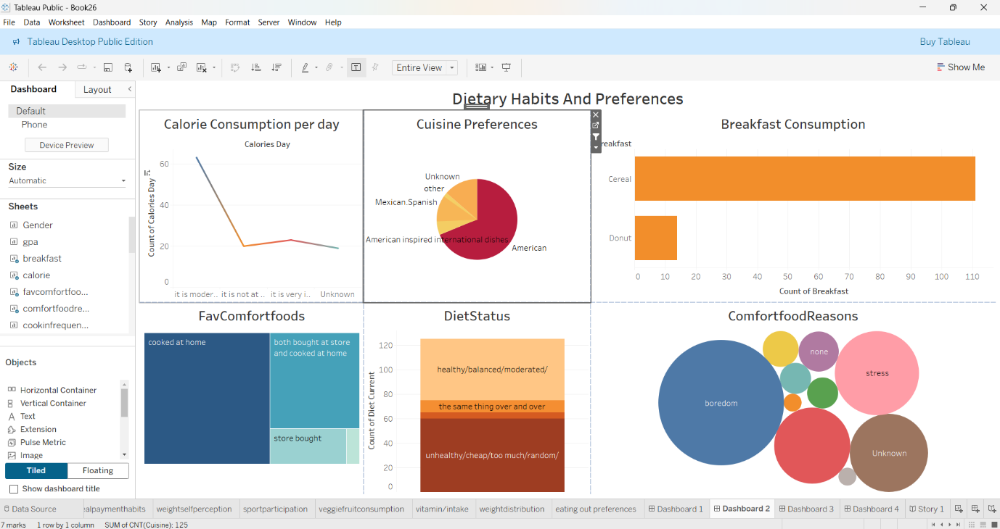 Tableau Public - Book26
File Data Worksheet Dashboard Story Analysis Map Format Server Window Help
Tableau Desktop Public Edition
Buy Tableau
Entire View
Show Me
Dashboard
Layout
Default
Phone
Device Preview
Size
Automatic
Sheets
Gender
gpa
breakfast
calorie
favcomfortfoo...
comfortfoodre...
cookinfrequen...
Objects
Horizontal Container
Vertical Container
Text
Extension
Pulse Metric
Image
Tiled
Floating
Show dashboard title
Dietary Habits And Preferences
Calorie Consumption per day
Calories Day
Count of Calories Day
60
40
20
0
it is moder.. it is not at .. it is very i.. Unknown
Cuisine Preferences
Unknown
other
Mexican.Spanish
American inspired international dishes
American
Breakfast Consumption
reakfast
Cereal
Donut
0 10 20 30 40 50 60 70 80 90 100 110
Count of Breakfast
FavComfortfoods
cooked at home
both bought at store
and cooked at home
store bought
DietStatus
Count of Diet Current
120
100
80
60
40
20
0
healthy/balanced/moderated/
the same thing over and over
unhealthy/cheap/too much/random/
ComfortfoodReasons
none
stress
boredom
Unknown
Data Source
ealpaymenthabits
weightselfperception
sportparticipation
veggiefruitconsumption
vitamin/intake
weightdistribution
eating out preferences
Dashboard 1
Dashboard 2
Dashboard 3
Dashboard 4
Story 1
7 marks 1 row by 1 column SUM of CNT(Cuisine): 125